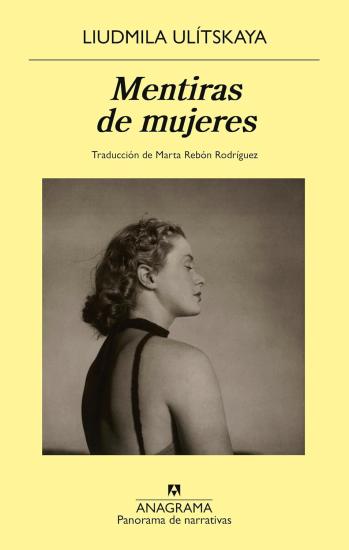 LIUDMILA ULÍTSKAYA
Mentiras
de mujeres
Traducción de Marta Rebón Rodríguez
ANAGRAMA
Panorama de narrativas